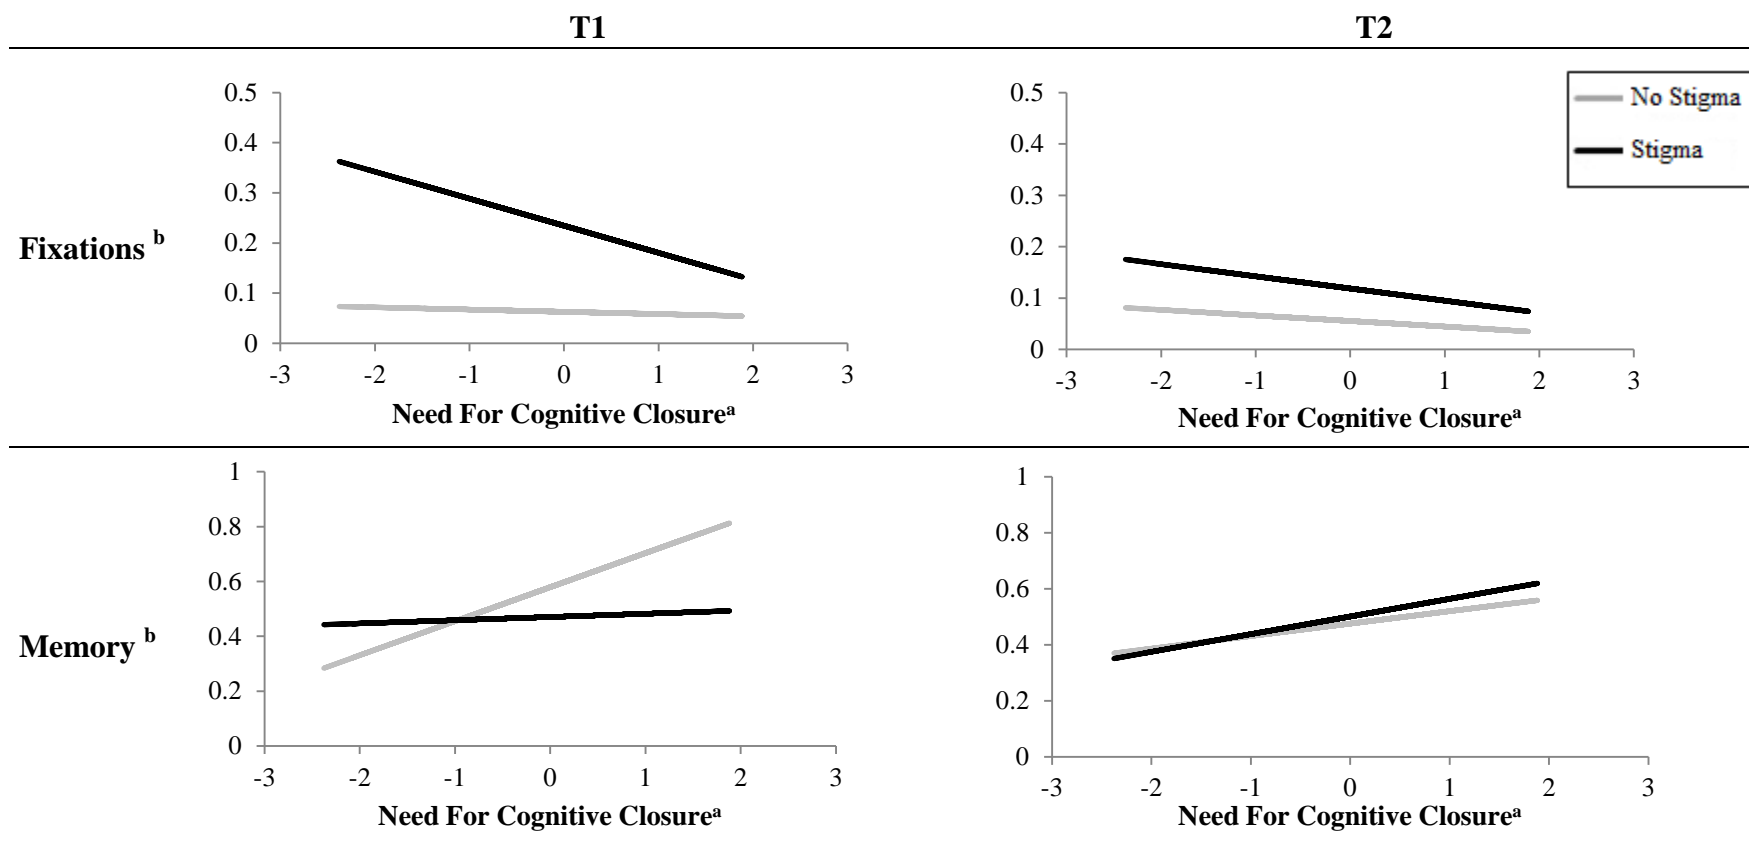 T1 T2
0.5
0.4
0.3
0.2
0.1
0
-3 -2 -1 0 1 2 3
Need For Cognitive Closureᵃ
0.5
0.4
0.3
0.2
0.1
0
-3 -2 -1 0 1 2 3
Need For Cognitive Closureᵃ
No Stigma
Stigma
Fixations ᵇ
1
0.8
0.6
0.4
0.2
0
-3 -2 -1 0 1 2 3
Need For Cognitive Closureᵃ
1
0.8
0.6
0.4
0.2
0
-3 -2 -1 0 1 2 3
Need For Cognitive Closureᵃ
Memory ᵇ